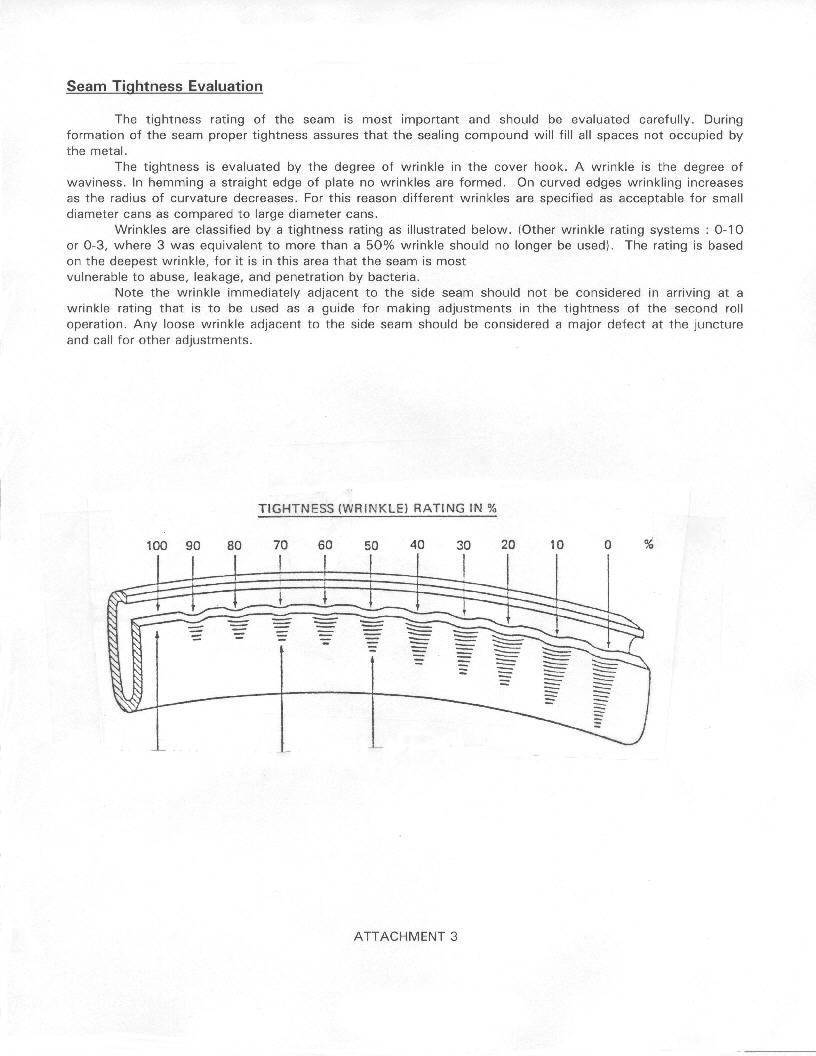 Seam Tightness Evaluation
The tightness rating of the seam is most important and should be evaluated carefully. During
formation of the seam proper tightness assures that the sealing compound will fill all spaces not occupied by
the metal.
The tightness is evaluated by the degree of wrinkle in the cover hook. A wrinkle is the degree of
waviness. In hemming a straight edge of plate no wrinkles are formed. On curved edges wrinkling increases
as the radius of curvature decreases. For this reason different wrinkles are specified as acceptable for small
diameter cans as compared to large diameter cans.
Wrinkles are classified by a tightness rating as illustrated below. (Other wrinkle rating systems : 0-10
or 0-3, where 3 was equivalent to more than a 50% wrinkle should no longer be used). The rating is based
on the deepest wrinkle, for it is in this area that the seam is most
vulnerable to abuse, leakage, and penetration by bacteria.
Note the wrinkle immediately adjacent to the side seam should not be considered in arriving at a
wrinkle rating that is to be used as a guide for making adjustments in the tightness of the second roll
operation. Any loose wrinkle adjacent to the side seam should be considered a major defect at the juncture
and call for other adjustments.
TIGHTNESS (WRINKLE) RATING IN %
100 90 80 70 60 50 40 30 20 10 0 %
ATTACHMENT 3